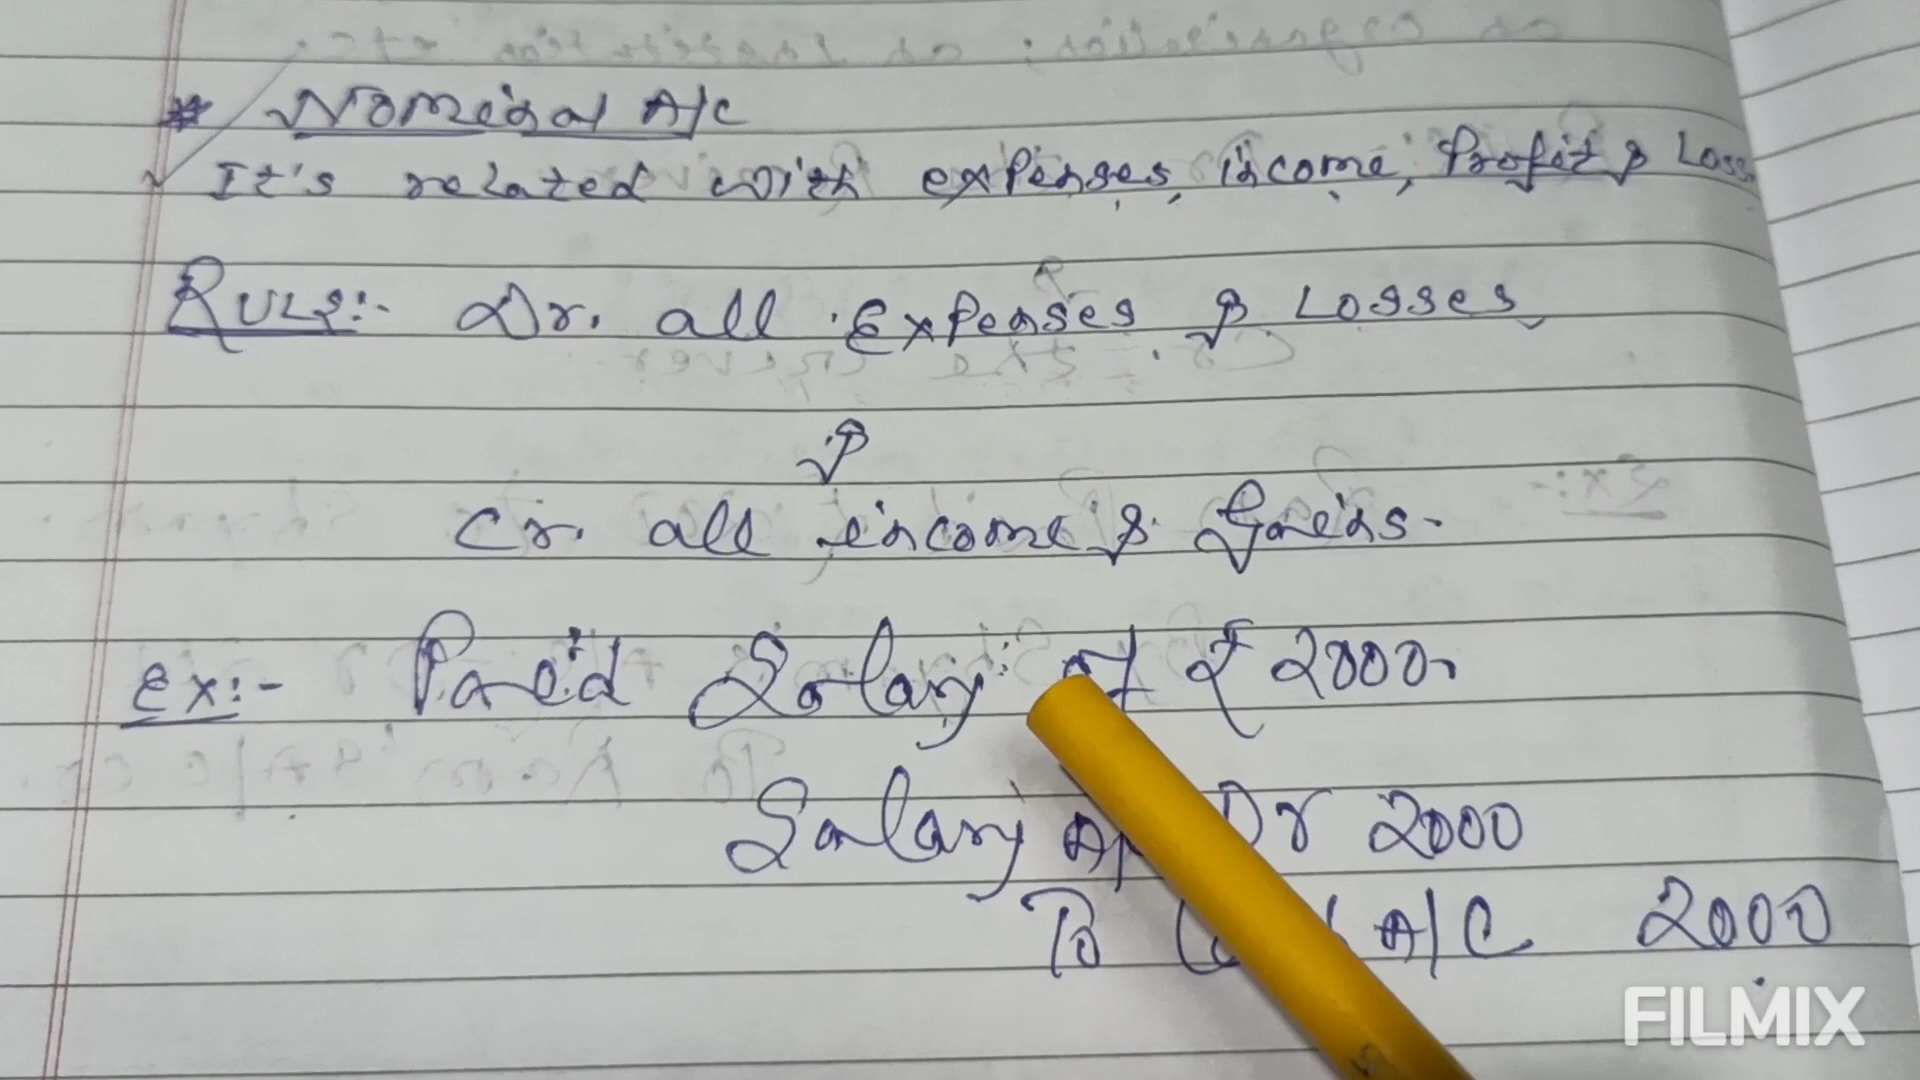 * Nominal A/C
It's related with expenses, income, Profit & Loss
Rule:- Dr. all Expenses & Losses
&
Cr. all income & Gains.
Ex:- Paid Salary of ₹ 2000
Salary Dr 2000
To A/C 2000
FILMIX